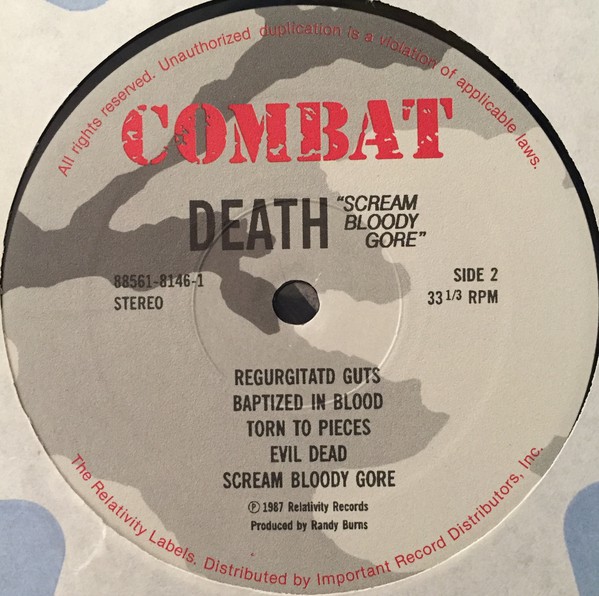 All rights reserved. Unauthorized duplication is a violation of applicable laws.
COMBAT
DEATH "SCREAM
BLOODY
GORE"
88561-8146-1
STEREO
SIDE 2
33 1/3 RPM
REGURGITATD GUTS
BAPTIZED IN BLOOD
TORN TO PIECES
EVIL DEAD
SCREAM BLOODY GORE
Ⓟ 1987 Relativity Records
Produced by Randy Burns
The Relativity Labels. Distributed by Important Record Distributors, Inc.